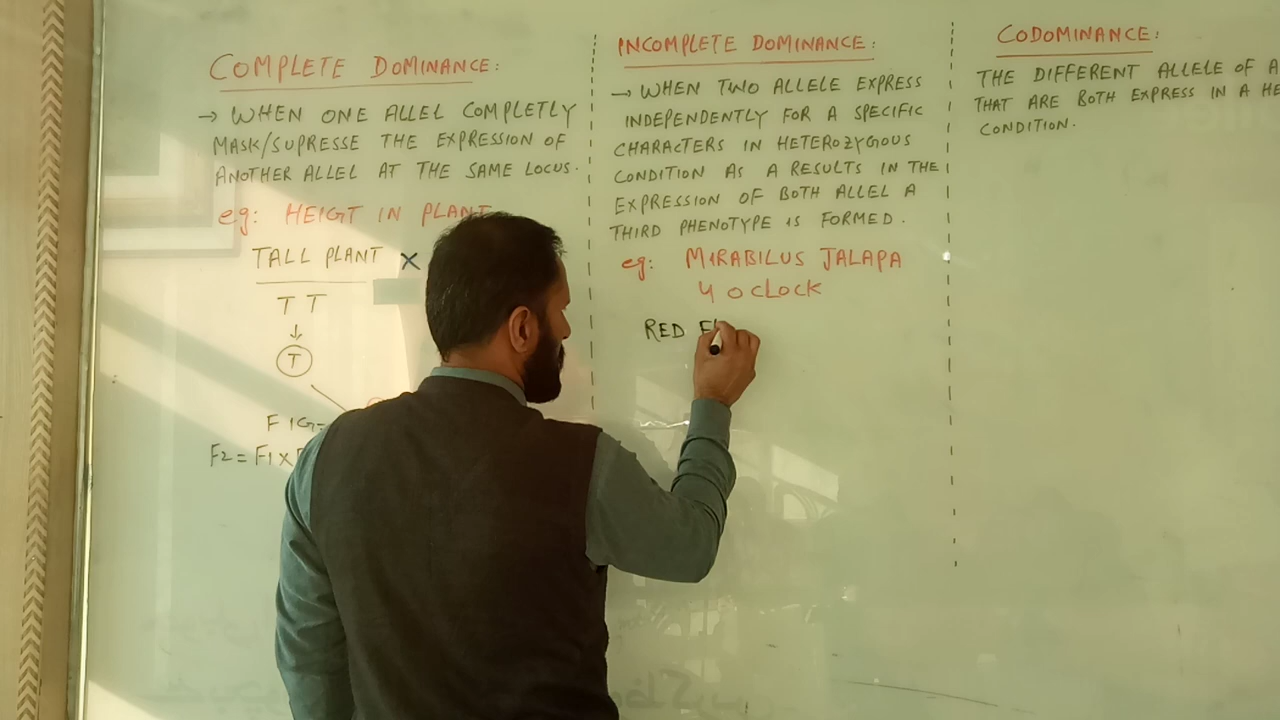 COMPLETE DOMINANCE:
→ WHEN ONE ALLEL COMPLETLY
MASK/SUPRESSE THE EXPRESSION OF
ANOTHER ALLEL AT THE SAME LOCUS.
eg: HEIGT IN PLANT
TALL PLANT ×
T T
↓
T
F1G=
F2=F1×
INCOMPLETE DOMINANCE:
→ WHEN TWO ALLELE EXPRESS
INDEPENDENTLY FOR A SPECIFIC
CHARACTERS IN HETEROZYGOUS
CONDITION AS A RESULTS IN THE
EXPRESSION OF BOTH ALLEL A
THIRD PHENOTYPE IS FORMED.
eg: MIRABILUS JALAPA
4 O CLOCK
RED Fl
CODOMINANCE:
THE DIFFERENT ALLELE OF A
THAT ARE BOTH EXPRESS IN A HE
CONDITION.